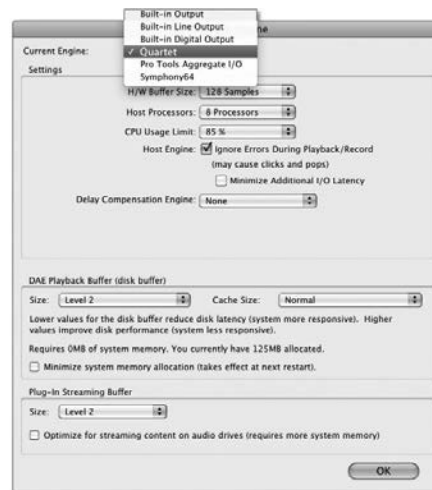 Built-in Output
Built-in Line Output
Built-in Digital Output
ne
Current Engine:
✓ Quartet
Pro Tools Aggregate I/O
Symphony64
Settings
H/W Buffer Size: 128 Samples
Host Processors: 8 Processors
CPU Usage Limit: 85 %
Host Engine: Ignore Errors During Playback/Record
(may cause clicks and pops)
Minimize Additional I/O Latency
Delay Compensation Engine: None
DAE Playback Buffer (disk buffer)
Size: Level 2 Cache Size: Normal
Lower values for the disk buffer reduce disk latency (system more responsive). Higher
values improve disk performance (system less responsive).
Requires 0MB of system memory. You currently have 125MB allocated.
Minimize system memory allocation (takes effect at next restart).
Plug-In Streaming Buffer
Size: Level 2
Optimize for streaming content on audio drives (requires more system memory)
OK